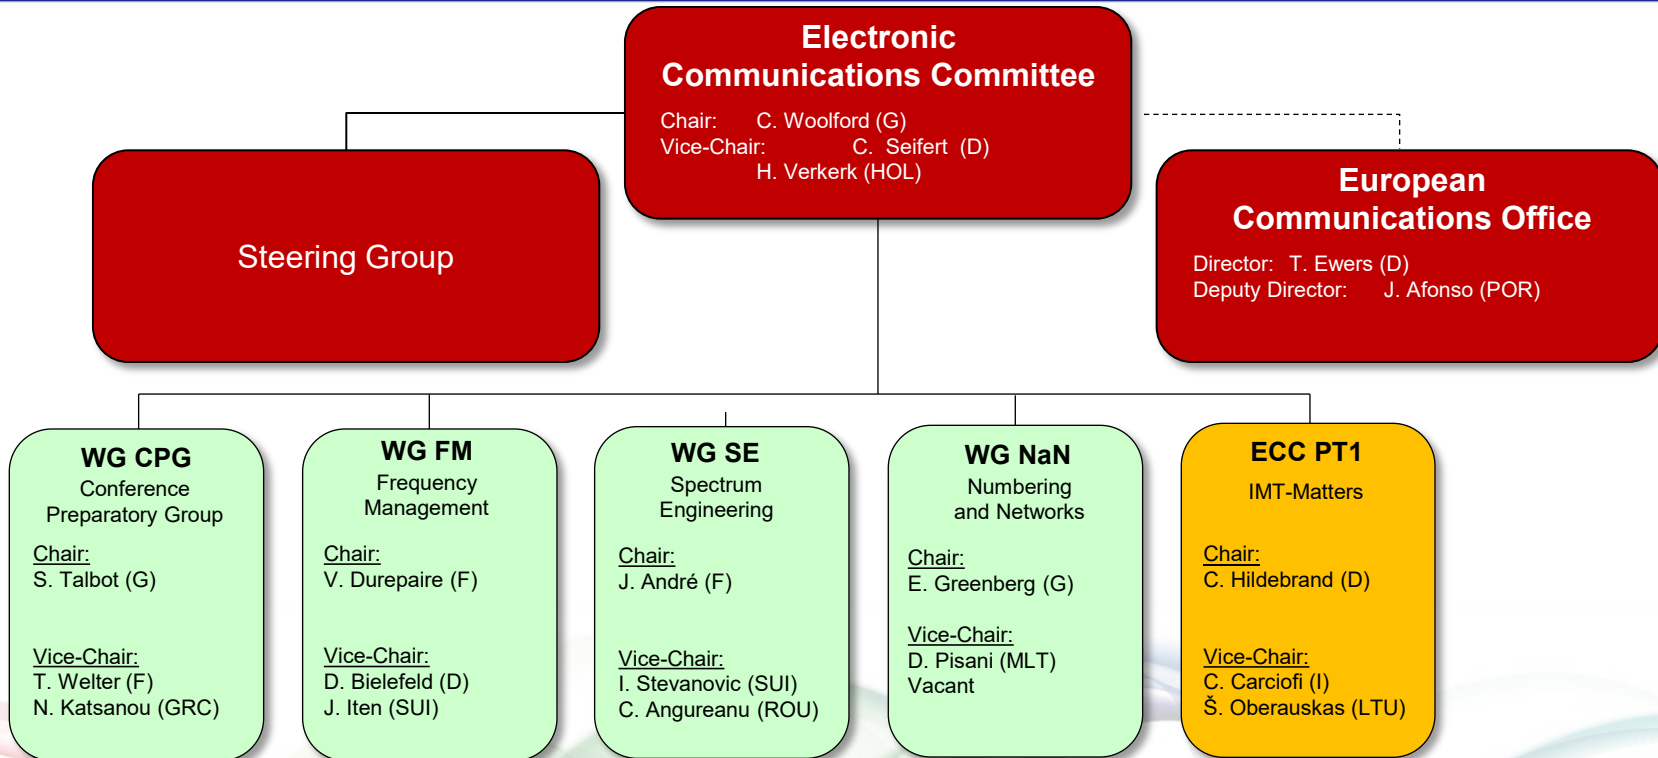 Electronic
Communications Committee
Chair: C. Woolford (G)
Vice-Chair: C. Seifert (D)
H. Verkerk (HOL)
Steering Group
European
Communications Office
Director: T. Ewers (D)
Deputy Director: J. Afonso (POR)
WG CPG
Conference
Preparatory Group
Chair:
S. Talbot (G)
Vice-Chair:
T. Welter (F)
N. Katsanou (GRC)
WG FM
Frequency
Management
Chair:
V. Durepaire (F)
Vice-Chair:
D. Bielefeld (D)
J. Iten (SUI)
WG SE
Spectrum
Engineering
Chair:
J. André (F)
Vice-Chair:
I. Stevanovic (SUI)
C. Angureanu (ROU)
WG NaN
Numbering
and Networks
Chair:
E. Greenberg (G)
Vice-Chair:
D. Pisani (MLT)
Vacant
ECC PT1
IMT-Matters
Chair:
C. Hildebrand (D)
Vice-Chair:
C. Carciofi (I)
Š. Oberauskas (LTU)